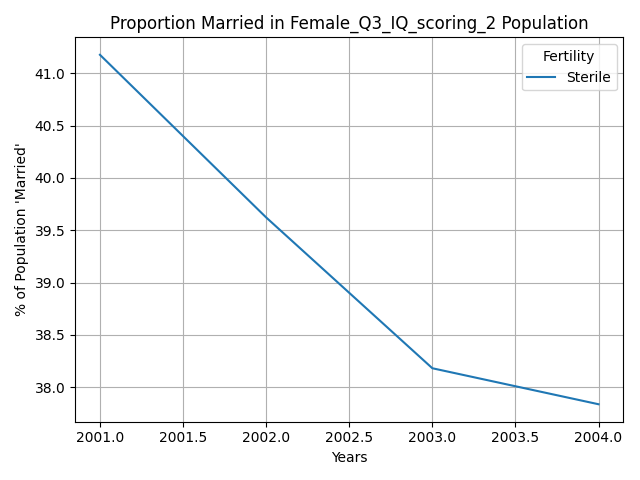 Proportion Married in Female_Q3_IQ_scoring_2 Population
Fertility
Sterile
% of Population 'Married'
41.0
40.5
40.0
39.5
39.0
38.5
38.0
2001.0 2001.5 2002.0 2002.5 2003.0 2003.5 2004.0
Years